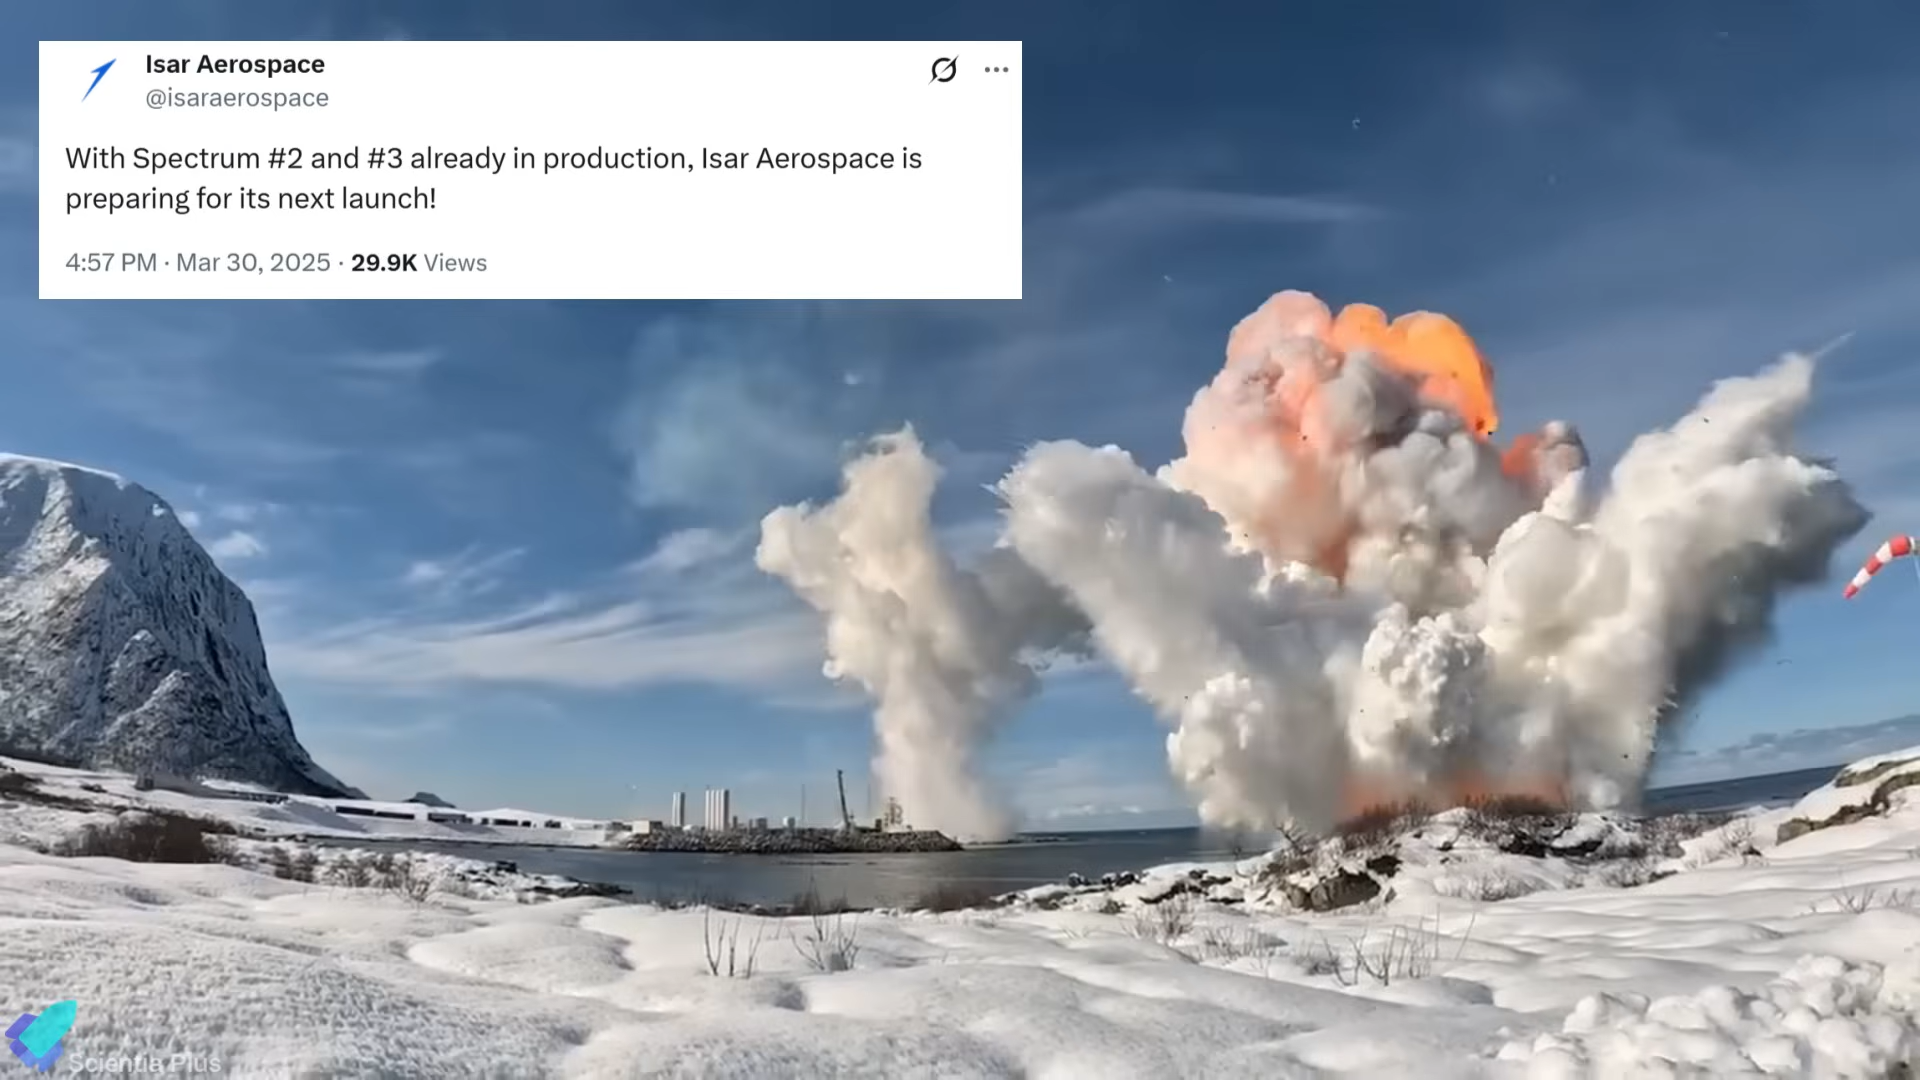 Isar Aerospace
@isaraerospace
With Spectrum #2 and #3 already in production, Isar Aerospace is
preparing for its next launch!
4:57 PM · Mar 30, 2025 · 29.9K Views
Scientia Plus